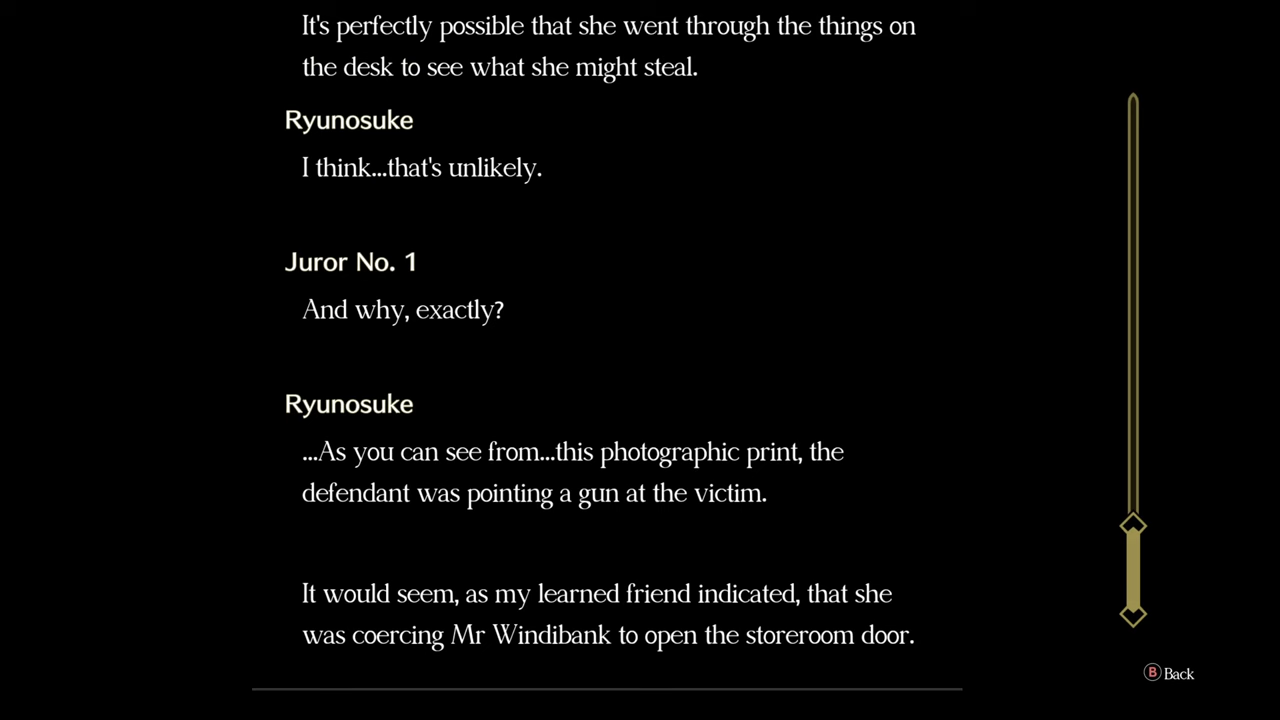 It's perfectly possible that she went through the things on
the desk to see what she might steal.
Ryunosuke
I think...that's unlikely.
Juror No. 1
And why, exactly?
Ryunosuke
...As you can see from...this photographic print, the
defendant was pointing a gun at the victim.
It would seem, as my learned friend indicated, that she
was coercing Mr Windibank to open the storeroom door.
B Back